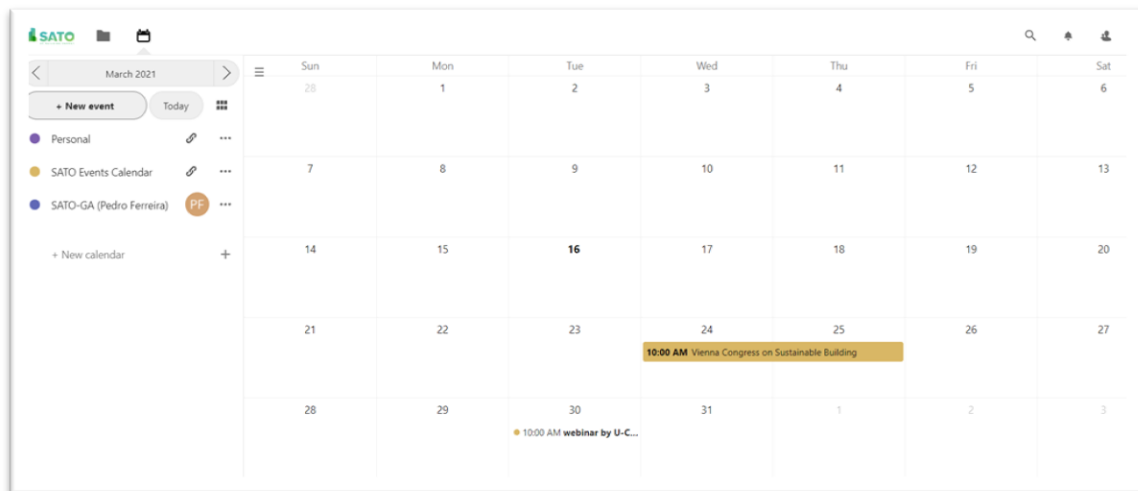 SATO
March 2021
+ New event Today
Personal
SATO Events Calendar
SATO-GA (Pedro Ferreira) PF
+ New calendar +
Sun Mon Tue Wed Thu Fri Sat
28 1 2 3 4 5 6
7 8 9 10 11 12 13
14 15 16 17 18 19 20
21 22 23 24 25 26 27
10:00 AM Vienna Congress on Sustainable Building
28 29 30 31 1 2 3
10:00 AM webinar by U-C...